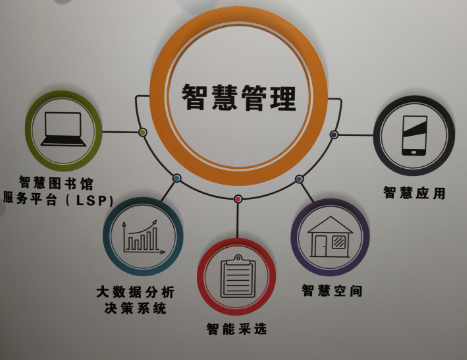 智慧管理
智慧图书馆
服务平台（LSP）
大数据分析
决策系统
智能采选
智慧空间
智慧应用